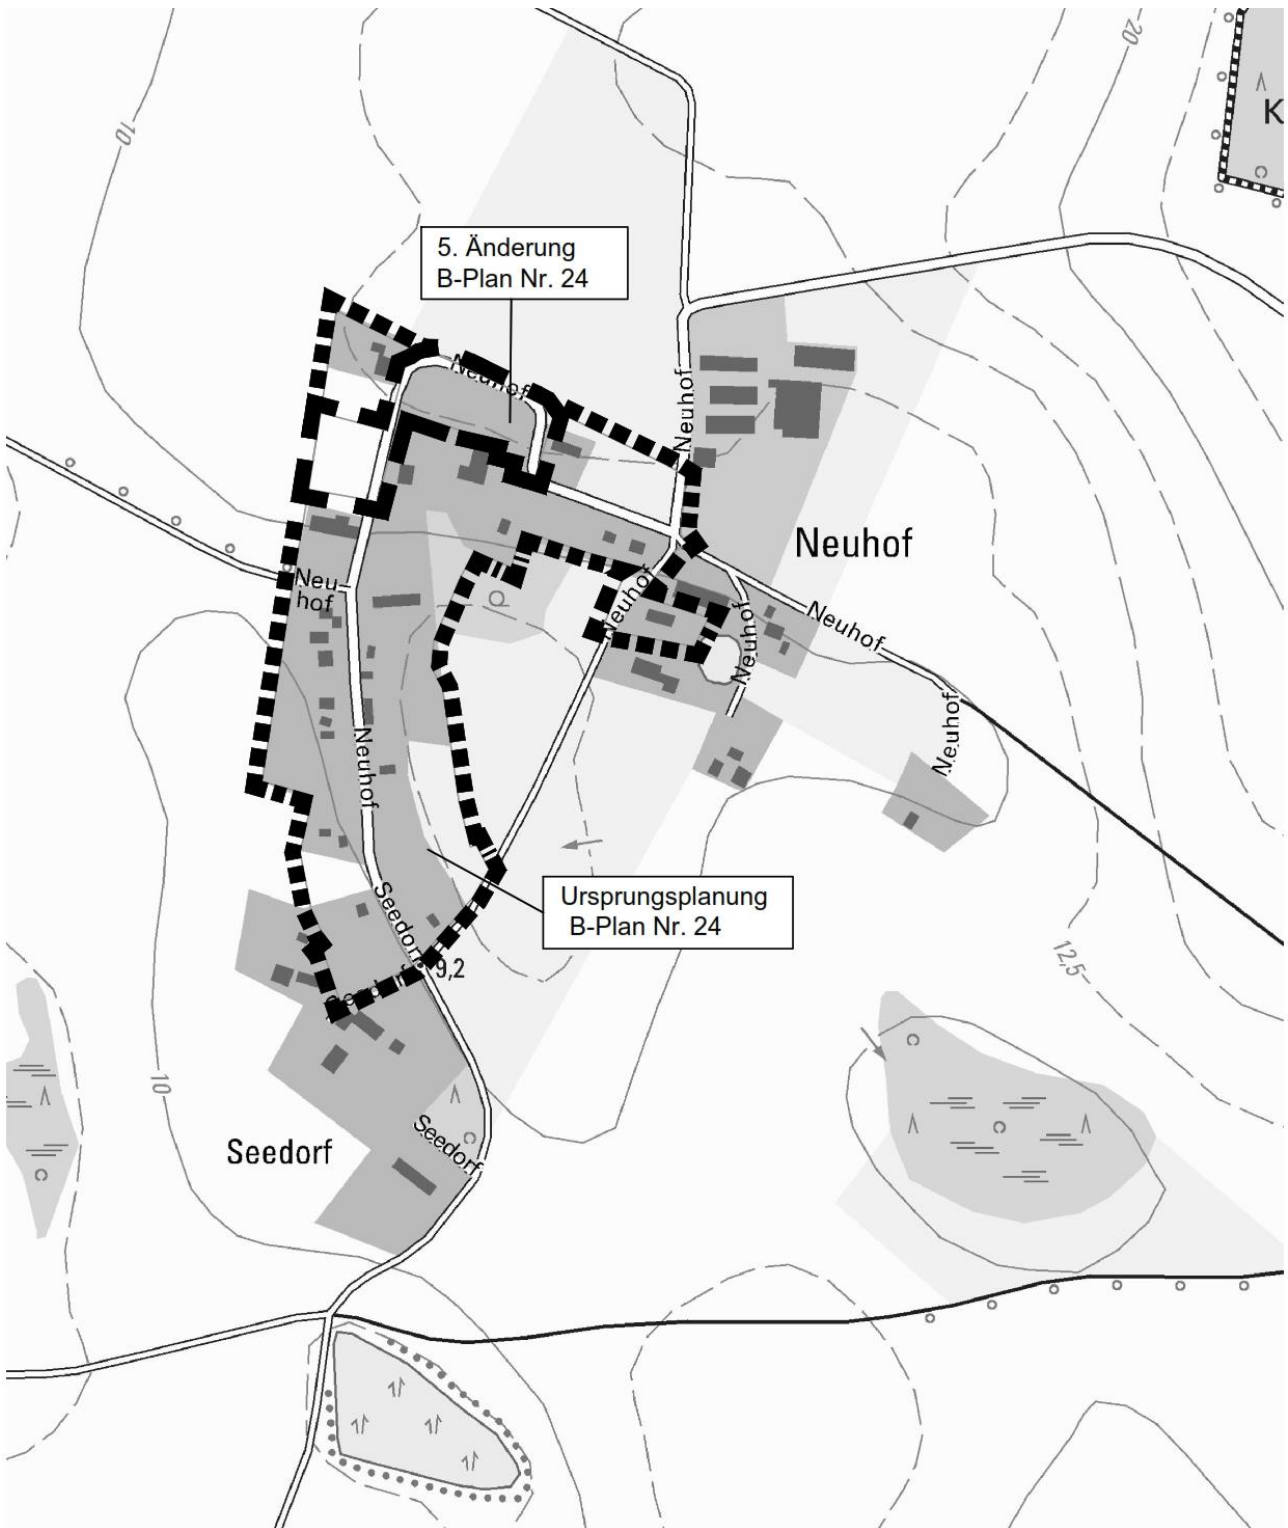 20
10
K
5. Änderung
B-Plan Nr. 24
Neuhof
Neuhof
Neuhof
Neu
hof
Neuhof
Neuhof
Neuhof
Neuhof
Neuhof
Ursprungsplanung
B-Plan Nr. 24
Seedorf
9,2
12,5
10
Seedorf
Seedorf